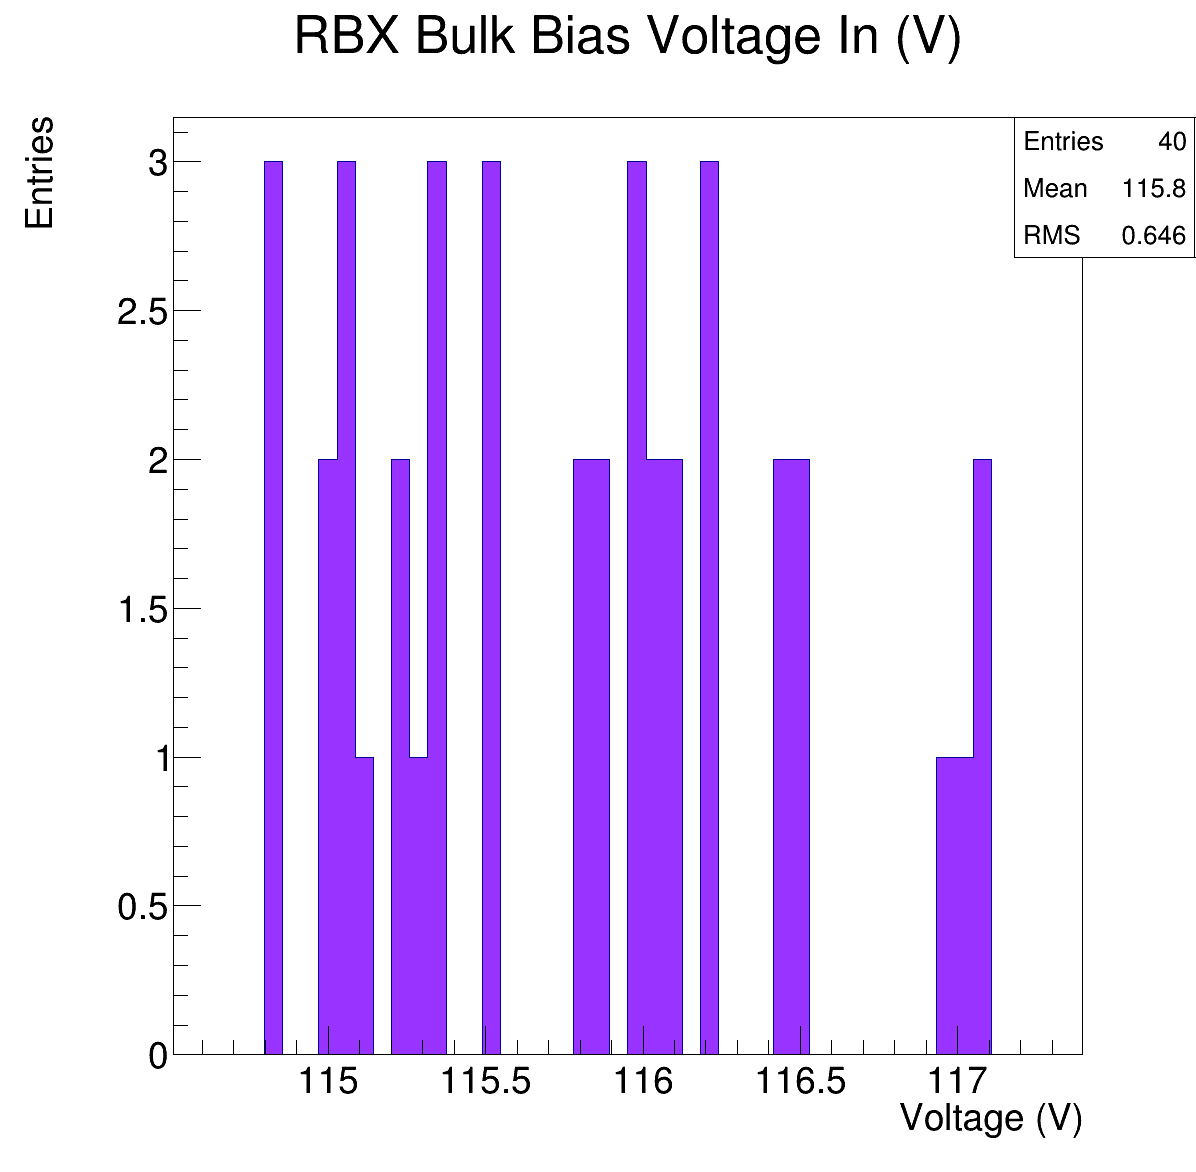 RBX Bulk Bias Voltage In (V)
Entries
Entries 40
Mean 115.8
RMS 0.646
3
2.5
2
1.5
1
0.5
0
115 115.5 116 116.5 117
Voltage (V)